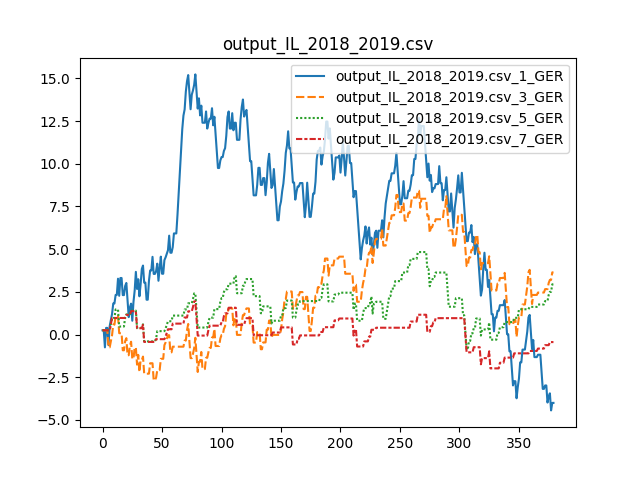 output_IL_2018_2019.csv
output_IL_2018_2019.csv_1_GER
output_IL_2018_2019.csv_3_GER
output_IL_2018_2019.csv_5_GER
output_IL_2018_2019.csv_7_GER
15.0
12.5
10.0
7.5
5.0
2.5
0.0
−2.5
−5.0
0 50 100 150 200 250 300 350